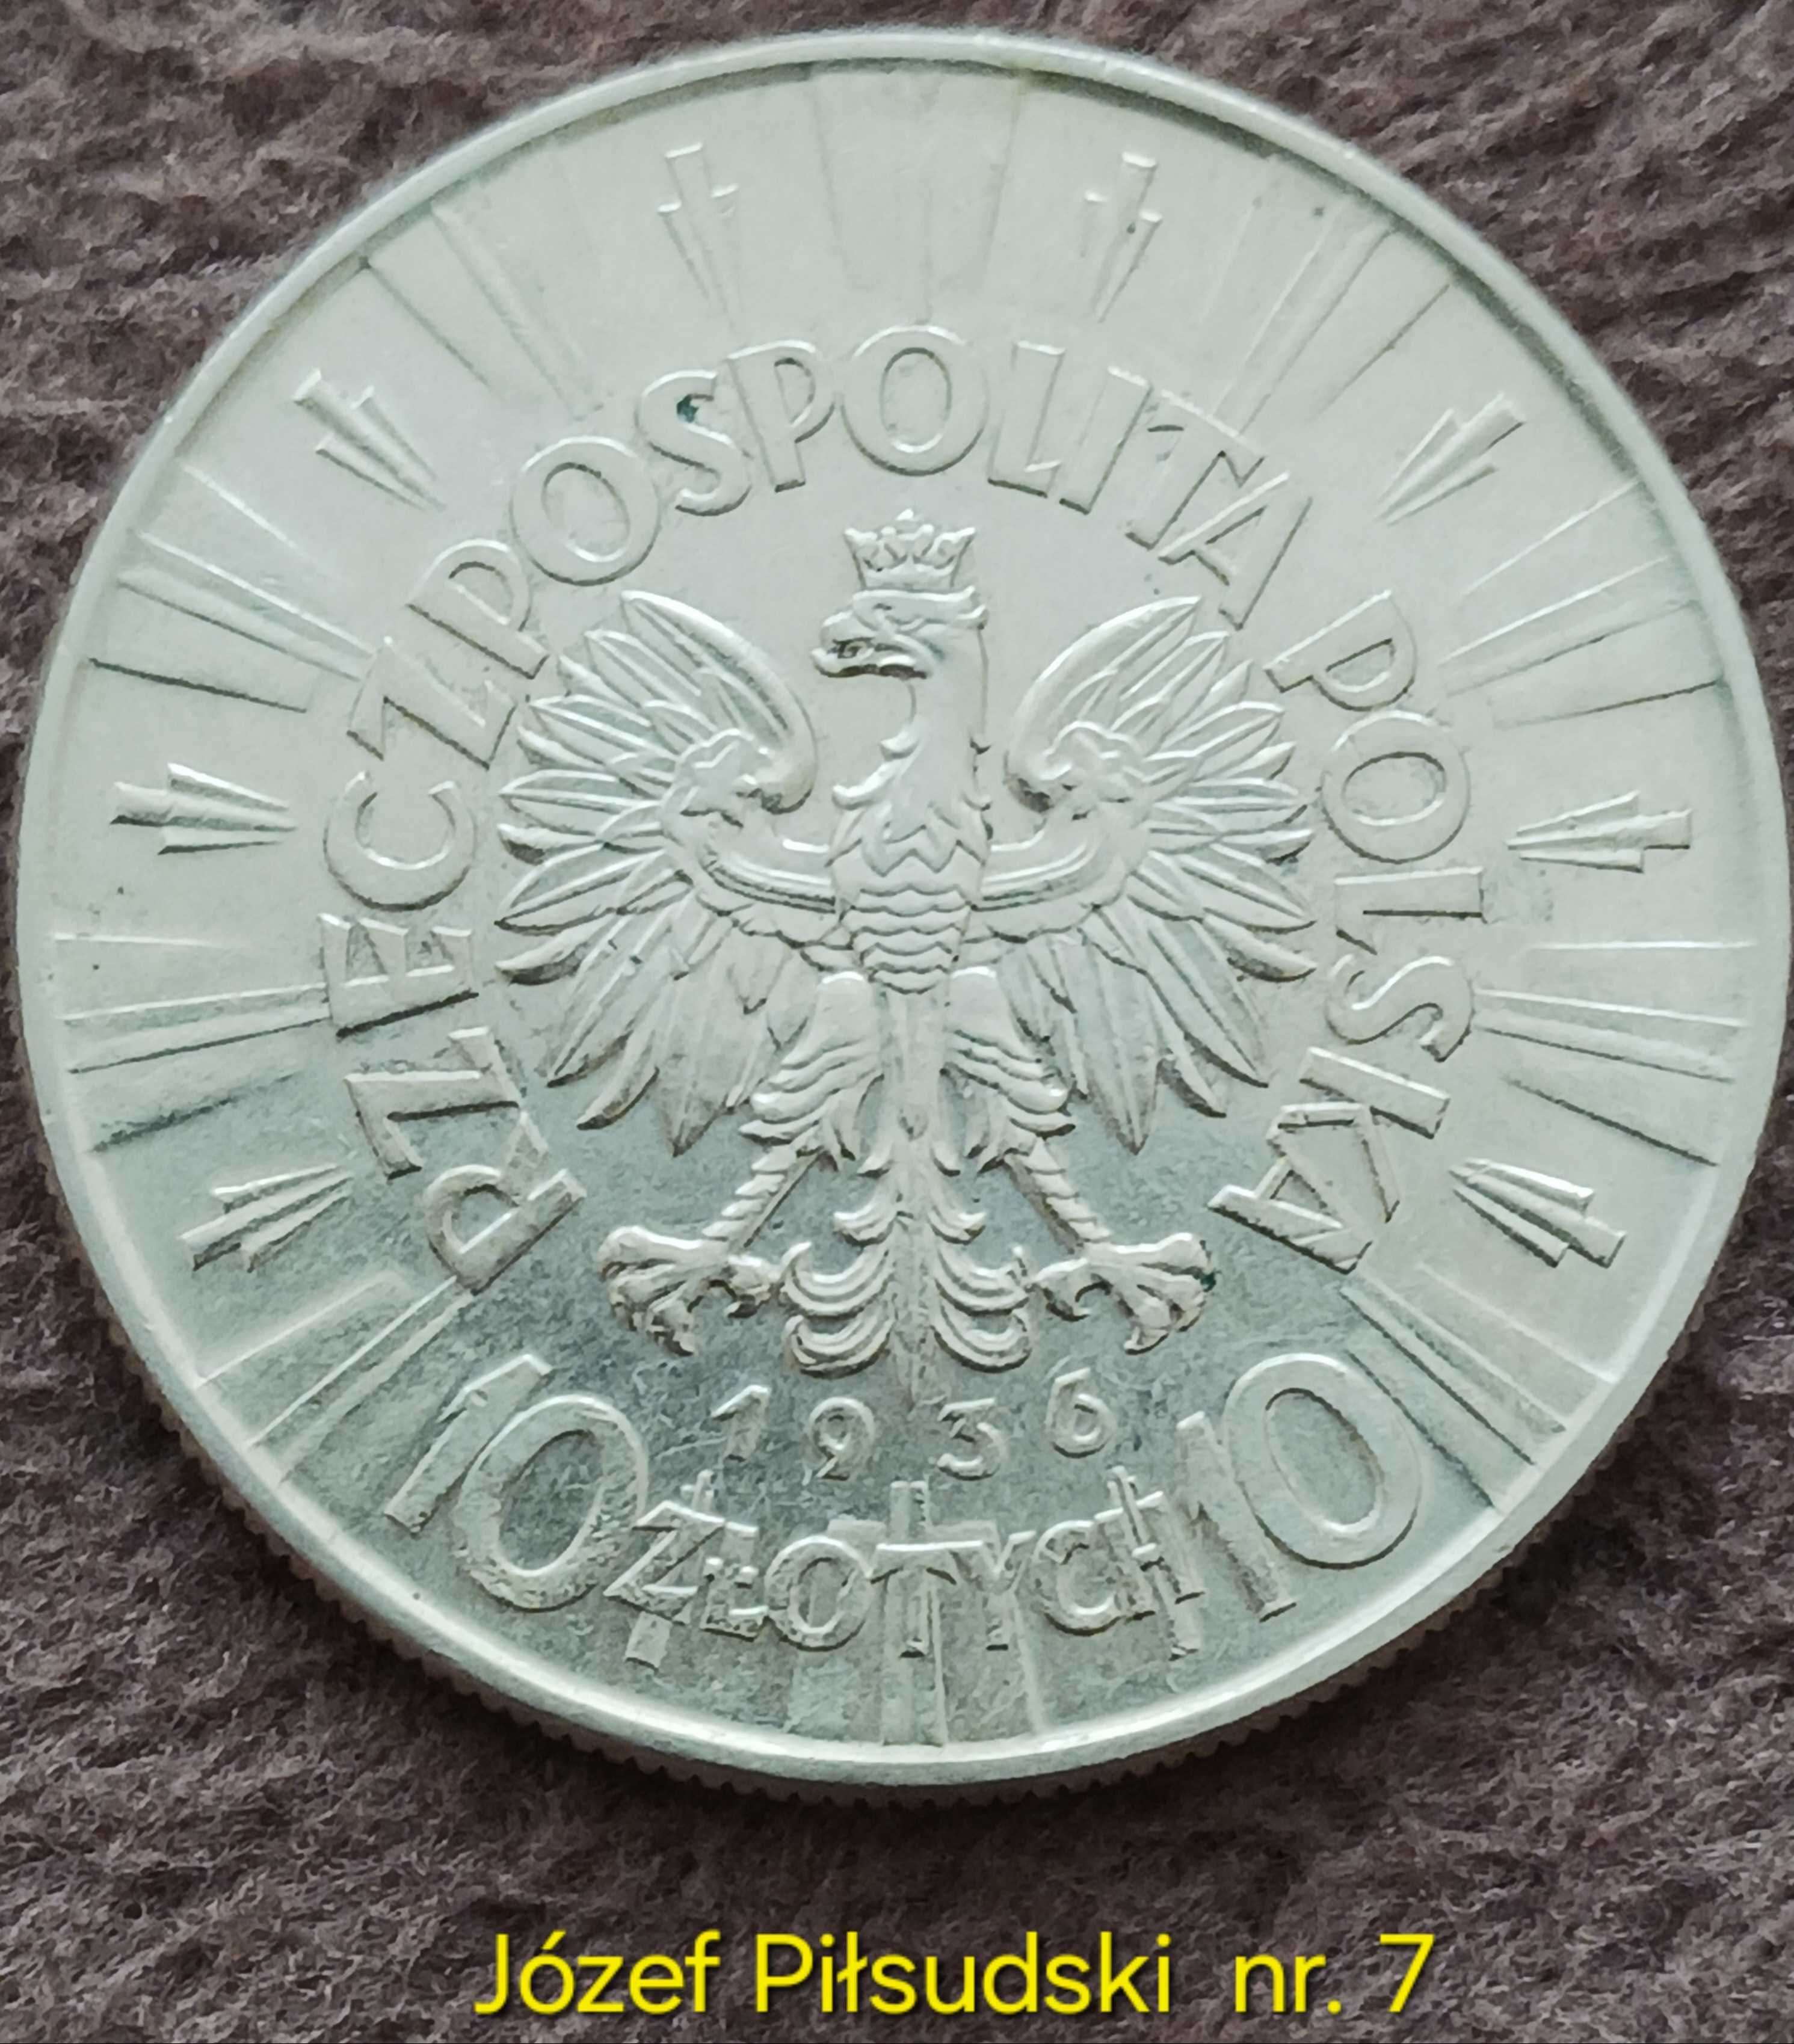 RZECZPOSPOLITA POLSKA
1936
10 ZŁOTYCH 10
Józef Piłsudski nr. 7